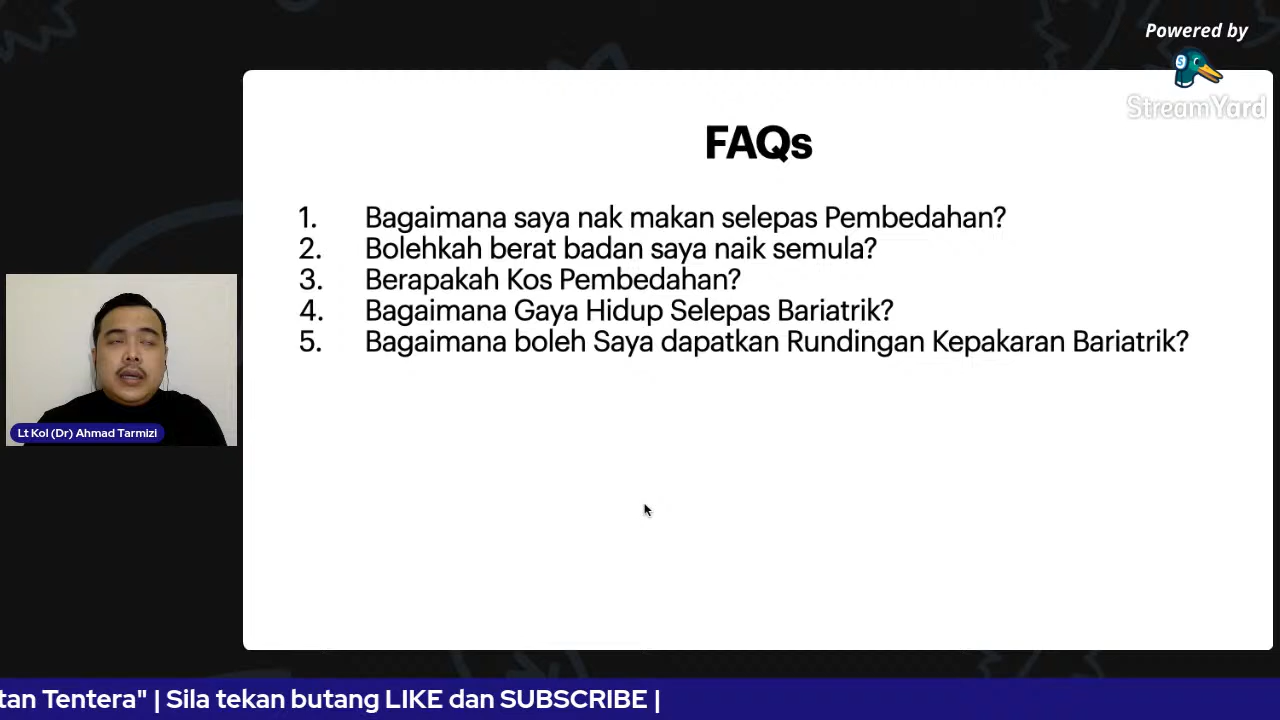 Powered by
StreamYard
FAQs
1. Bagaimana saya nak makan selepas Pembedahan?
2. Bolehkah berat badan saya naik semula?
3. Berapakah Kos Pembedahan?
4. Bagaimana Gaya Hidup Selepas Bariatrik?
5. Bagaimana boleh Saya dapatkan Rundingan Kepakaran Bariatrik?
Lt Kol (Dr) Ahmad Tarmizi
tan Tentera" | Sila tekan butang LIKE dan SUBSCRIBE |